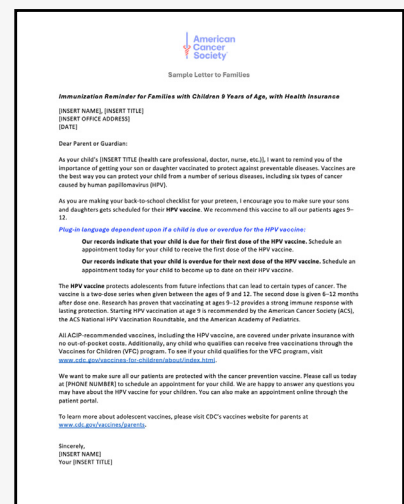 American
Cancer
Society
Sample Letter to Families
Immunization Reminder for Families with Children 9 Years of Age, with Health Insurance
[INSERT NAME], [INSERT TITLE]
[INSERT OFFICE ADDRESS]
[DATE]
Dear Parent or Guardian:
As your child's [INSERT TITLE (health care professional, doctor, nurse, etc.)], I want to remind you of the
importance of getting your son or daughter vaccinated to protect against preventable diseases. Vaccines are
the best way you can protect your child from a number of serious diseases, including six types of cancer
caused by human papillomavirus (HPV).
As you are making your back-to-school checklist for your preteen, I encourage you to make sure your sons
and daughters gets scheduled for their HPV vaccine. We recommend this vaccine to all our patients ages 9–
12.
Plug-in language dependent upon if a child is due or overdue for the HPV vaccine:
Our records indicate that your child is due for their first dose of the HPV vaccine. Schedule an
appointment today for your child to receive the first dose of the HPV vaccine.
Our records indicate that your child is overdue for their next dose of the HPV vaccine. Schedule an
appointment today for your child to become up to date on their HPV vaccine.
The HPV vaccine protects adolescents from future infections that can lead to certain types of cancer. The
vaccine is a two-dose series when given between the ages of 9 and 12. The second dose is given 6–12 months
after dose one. Research has proven that vaccinating at ages 9–12 provides a strong immune response with
lasting protection. Starting HPV vaccination at age 9 is recommended by the American Cancer Society (ACS),
the ACS National HPV Vaccination Roundtable, and the American Academy of Pediatrics.
All ACIP-recommended vaccines, including the HPV vaccine, are covered under private insurance with
no out-of-pocket costs. Additionally, any child who qualifies can receive free vaccinations through the
Vaccines for Children (VFC) program. To see if your child qualifies for the VFC program, visit
www.cdc.gov/vaccines-for-children/about/index.html.
We want to make sure all our patients are protected with the cancer prevention vaccine. Please call us today
at [PHONE NUMBER] to schedule an appointment for your child. We are happy to answer any questions you
may have about the HPV vaccine for your children. You can also make an appointment online through the
patient portal.
To learn more about adolescent vaccines, please visit CDC's vaccines website for parents at
www.cdc.gov/vaccines/parents.
Sincerely,
[INSERT NAME]
Your [INSERT TITLE]